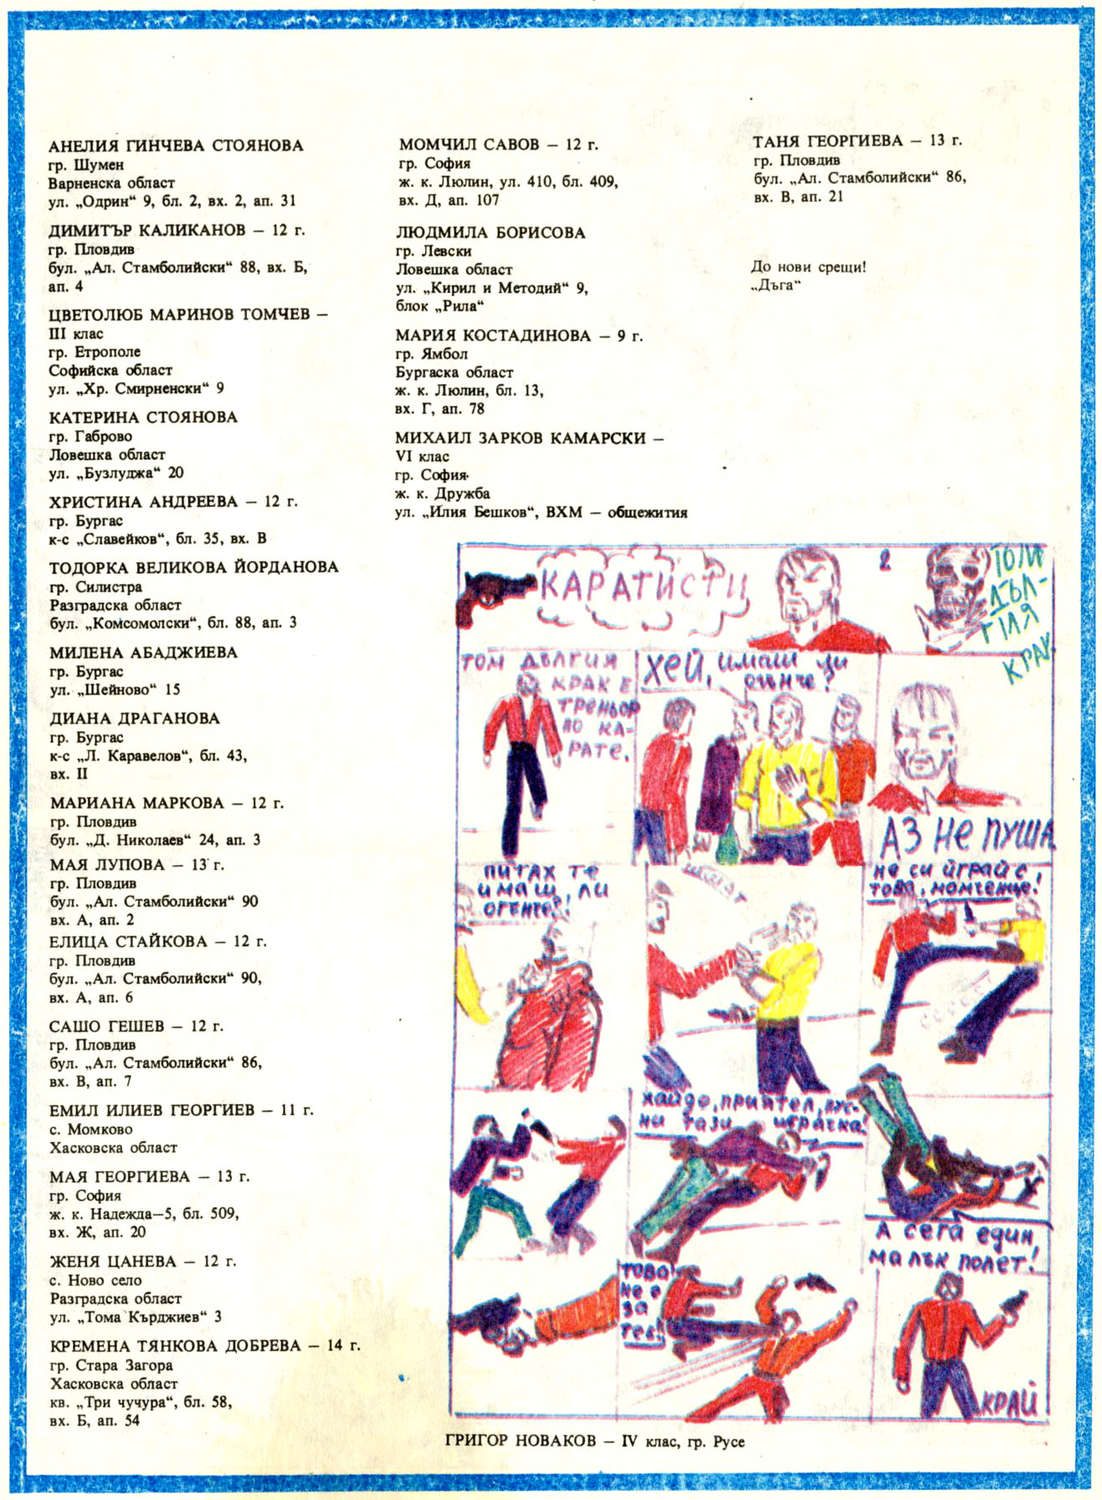 АНЕЛИЯ ГИНЧЕВА СТОЯНОВА
гр. Шумен
Варненска област
ул. „Одрин“ 9, бл. 2, вх. 2, ап. 31
ДИМИТЪР КАЛИКАНОВ — 12 г.
гр. Пловдив
бул. „Ал. Стамболийски“ 88, вх. Б,
ап. 4
ЦВЕТОЛЮБ МАРИНОВ ТОМЧЕВ —
III клас
гр. Етрополе
Софийска област
ул. „Хр. Смирненски“ 9
КАТЕРИНА СТОЯНОВА
гр. Габрово
Ловешка област
ул. „Бузлуджа“ 20
ХРИСТИНА АНДРЕЕВА — 12 г.
гр. Бургас
к-с „Славейков“, бл. 35, вх. В
ТОДОРКА ВЕЛИКОВА ЙОРДАНОВА
гр. Силистра
Разградска област
бул. „Комсомолски“, бл. 88, ап. 3
МИЛЕНА АБАДЖИЕВА
гр. Бургас
ул. „Шейново“ 15
ДИАНА ДРАГАНОВА
гр. Бургас
к-с „Л. Каравелов“, бл. 43,
вх. II
МАРИАНА МАРКОВА — 12 г.
гр. Пловдив
бул. „Д. Николаев“ 24, ап. 3
МАЯ ЛУПОВА — 13 г.
гр. Пловдив
бул. „Ал. Стамболийски“ 90
вх. А, ап. 2
ЕЛИЦА СТАЙКОВА — 12 г.
гр. Пловдив
бул. „Ал. Стамболийски“ 90,
вх. А, ап. 6
САШО ГЕШЕВ — 12 г.
гр. Пловдив
бул. „Ал. Стамболийски“ 86,
вх. В, ап. 7
ЕМИЛ ИЛИЕВ ГЕОРГИЕВ — 11 г.
с. Момково
Хасковска област
МАЯ ГЕОРГИЕВА — 13 г.
гр. София
ж. к. Надежда—5, бл. 509,
вх. Ж, ап. 20
ЖЕНЯ ЦАНЕВА — 12 г.
с. Ново село
Разградска област
ул. „Тома Кърджиев“ 3
КРЕМЕНА ТЯНКОВА ДОБРЕВА — 14 г.
гр. Стара Загора
Хасковска област
кв. „Три чучура“, бл. 58,
вх. Б, ап. 54
МОМЧИЛ САВОВ — 12 г.
гр. София
ж. к. Люлин, ул. 410, бл. 409,
вх. Д, ап. 107
ЛЮДМИЛА БОРИСОВА
гр. Левски
Ловешка област
ул. „Кирил и Методий“ 9,
блок „Рила“
МАРИЯ КОСТАДИНОВА — 9 г.
гр. Ямбол
Бургаска област
ж. к. Люлин, бл. 13,
вх. Г, ап. 78
МИХАИЛ ЗАРКОВ КАМАРСКИ —
VI клас
гр. София
ж. к. Дружба
ул. „Илия Бешков“, ВХМ — общежития
ТАНЯ ГЕОРГИЕВА — 13 г.
гр. Пловдив
бул. „Ал. Стамболийски“ 86,
вх. В, ап. 21
До нови срещи!
„Дъга“
КАРАТИСТИ
2
ТОМ
ДЪЛ-
ГИЯ
КРАК
ТОМ ДЪЛГИЯ
КРАК Е
ТРЕНЬОР
ПО КА-
РАТЕ.
ХЕЙ, имаш ли
огънче?
АЗ НЕ ПУША
ПИТАХ ТЕ
имаш ли
огънче?!
не си йграй с
това, момченце!
хайде, приятел, пус-
ни тази играчка!
А сега един
малък полет!
това
не е
за
теб!
КРАЙ
ГРИГОР НОВАКОВ — IV клас, гр. Русе